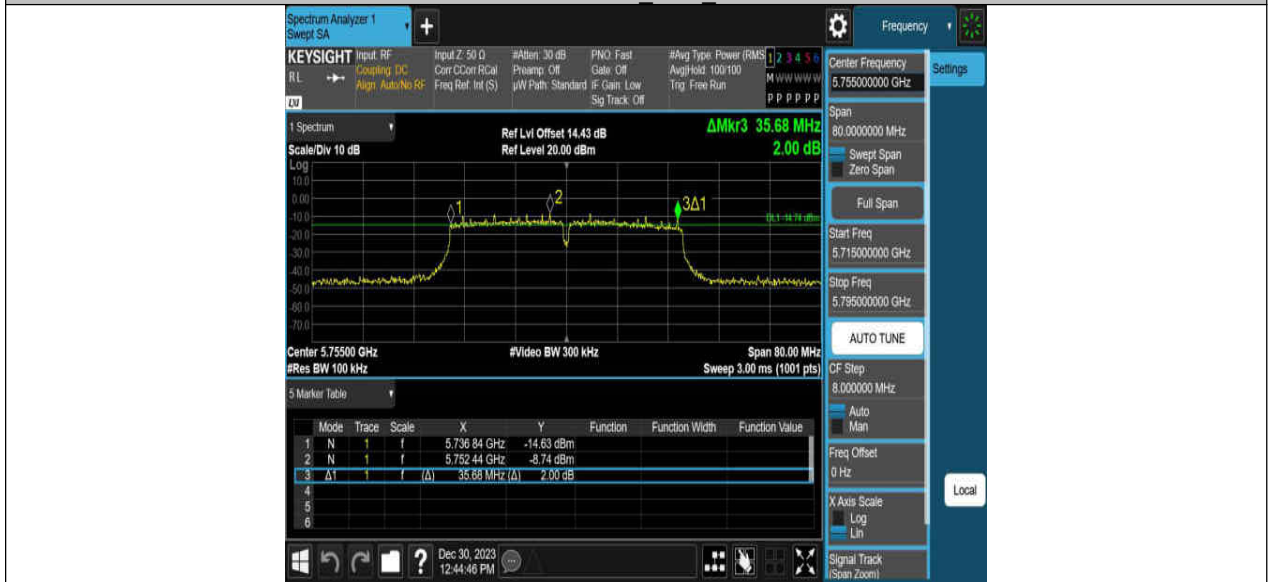 Spectrum Analyzer 1
Swept SA
+
Frequency
KEYSIGHT
RL
Input: RF
Coupling: DC
Align: Auto/No RF
Input Z: 50 Ω
Corr CCorr RCal
Freq Ref: Int (S)
#Atten: 30 dB
Preamp: Off
µW Path: Standard
PNO: Fast
Gate: Off
IF Gain: Low
Sig Track: Off
#Avg Type: Power (RMS
Avg|Hold: 100/100
Trig: Free Run
1 2 3 4 5 6
M W W W W W
P P P P P P
1 Spectrum
Scale/Div 10 dB
Ref Lvl Offset 14.43 dB
Ref Level 20.00 dBm
ΔMkr3 35.68 MHz
2.00 dB
Log
10.0
0.00
-10.0
-20.0
-30.0
-40.0
-50.0
-60.0
-70.0
1
2
3Δ1
DL1 -14.74 dBm
Center 5.75500 GHz
#Video BW 300 kHz
Span 80.00 MHz
#Res BW 100 kHz
Sweep 3.00 ms (1001 pts)
5 Marker Table
Mode Trace Scale X Y Function Function Width Function Value
1 N 1 f 5.736 84 GHz -14.63 dBm
2 N 1 f 5.752 44 GHz -8.74 dBm
3 Δ1 1 f (Δ) 35.68 MHz (Δ) 2.00 dB
4
5
6
?
Dec 30, 2023
12:44:46 PM
Center Frequency
5.755000000 GHz
Settings
Span
80.0000000 MHz
Swept Span
Zero Span
Full Span
Start Freq
5.715000000 GHz
Stop Freq
5.795000000 GHz
AUTO TUNE
CF Step
8.000000 MHz
Auto
Man
Freq Offset
0 Hz
X Axis Scale
Log
Lin
Local
Signal Track
(Span Zoom)